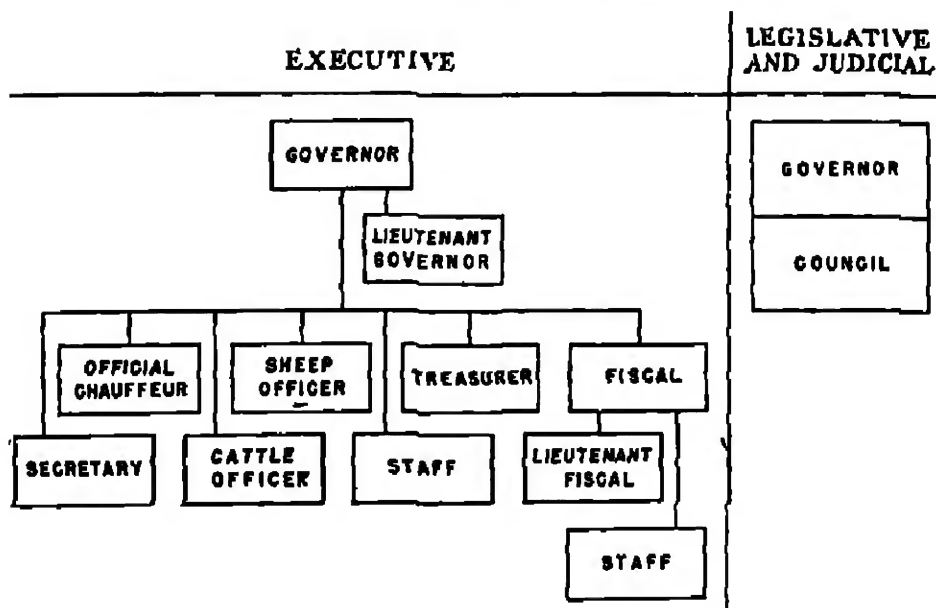 EXECUTIVE
LEGISLATIVE
AND JUDICIAL
GOVERNOR
LIEUTENANT
GOVERNOR
OFFICIAL
CHAUFFEUR
SHEEP
OFFICER
TREASURER
FISCAL
SECRETARY
CATTLE
OFFICER
STAFF
LIEUTENANT
FISCAL
STAFF
GOVERNOR
COUNCIL